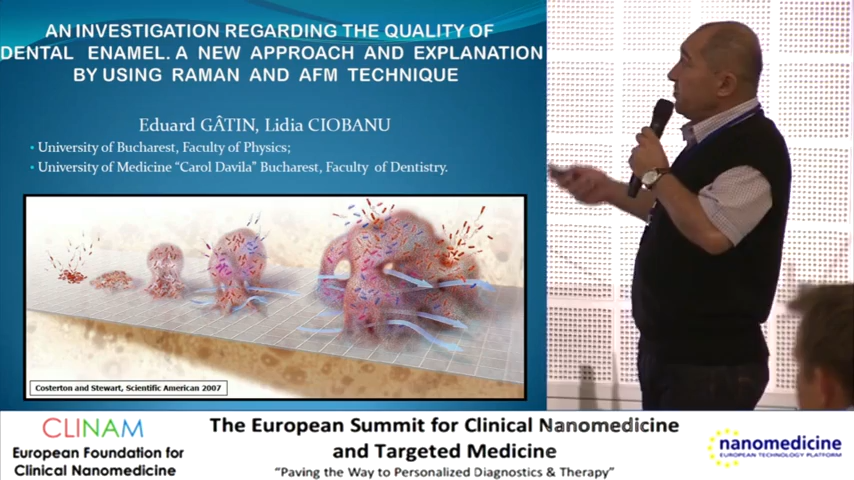 AN INVESTIGATION REGARDING THE QUALITY OF
DENTAL ENAMEL. A NEW APPROACH AND EXPLANATION
BY USING RAMAN AND AFM TECHNIQUE
Eduard GÂTIN, Lidia CIOBANU
• University of Bucharest, Faculty of Physics;
• University of Medicine “Carol Davila” Bucharest, Faculty of Dentistry.
Costerton and Stewart, Scientific American 2007
CLINAM
European Foundation for
Clinical Nanomedicine
The European Summit for Clinical Nanomedicine
and Targeted Medicine
“Paving the Way to Personalized Diagnostics & Therapy”
nanomedicine
EUROPEAN TECHNOLOGY PLATFORM